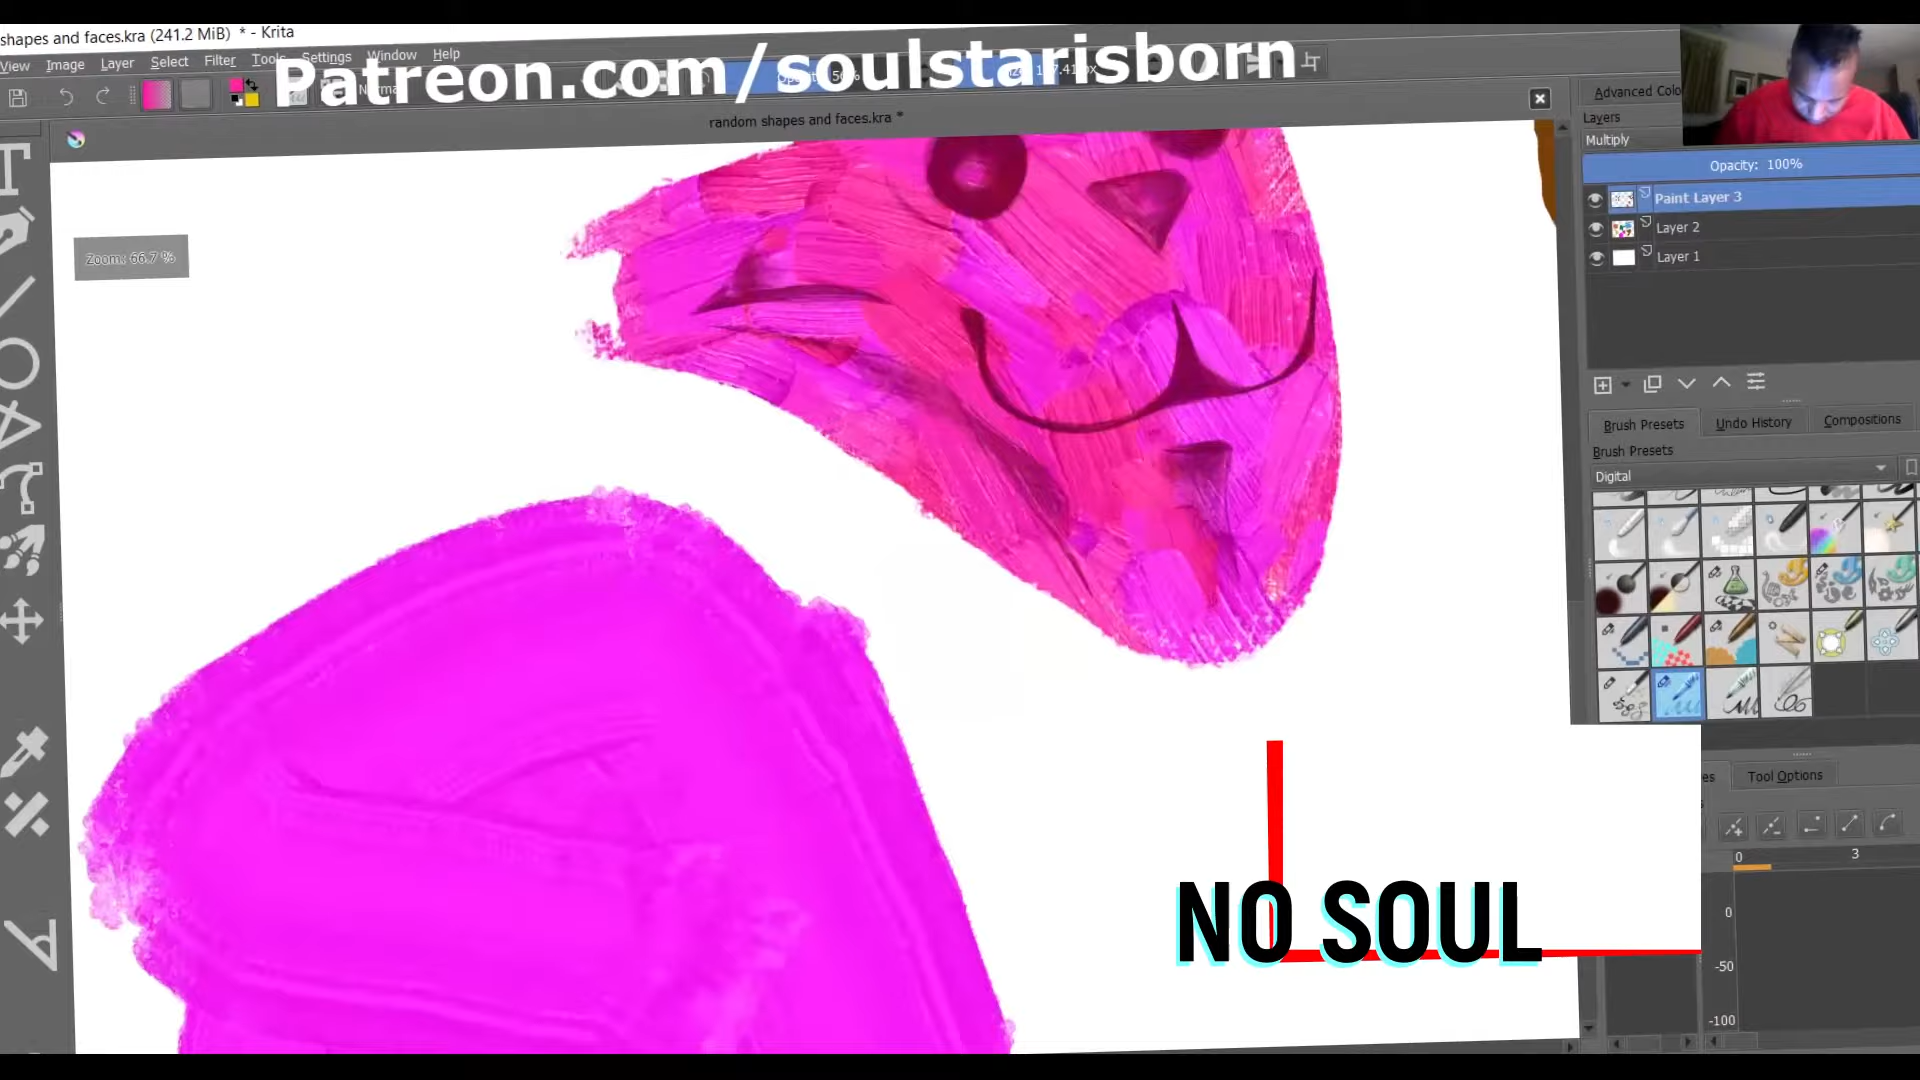 shapes and faces.kra (241.2 MiB) * - Krita
View Image Layer Select Filter Tools Settings Window Help
Patreon.com/soulstarisborn
random shapes and faces.kra *
Advanced Colo
Layers
Multiply
Opacity: 100%
Paint Layer 3
Layer 2
Layer 1
Zoom: 66.7 %
Brush Presets Undo History Compositions
Brush Presets
Digital
Tool Options
0 3
0
-50
-100
NO SOUL